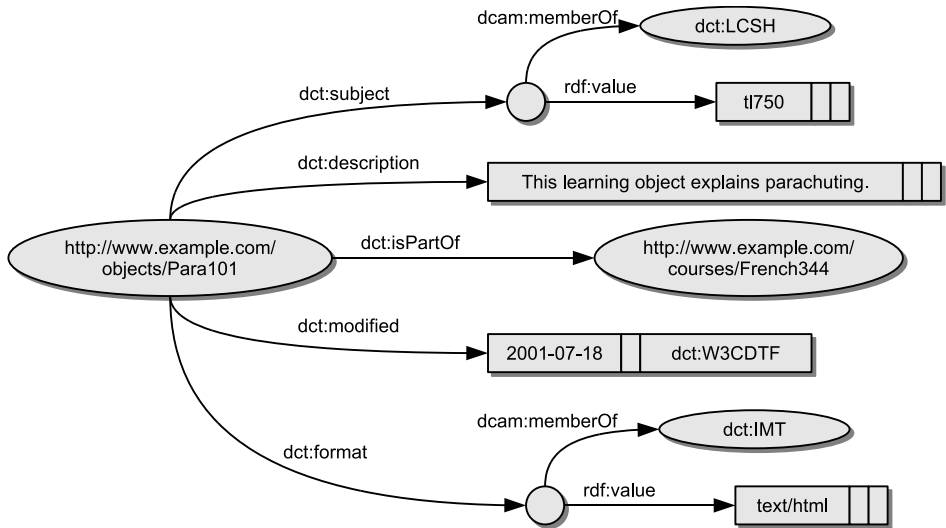 dcam:memberOf
dct:LCSH
dct:subject
rdf:value
tl750
dct:description
This learning object explains parachuting.
http://www.example.com/
objects/Para101
dct:isPartOf
http://www.example.com/
courses/French344
dct:modified
2001-07-18
dct:W3CDTF
dcam:memberOf
dct:IMT
dct:format
rdf:value
text/html